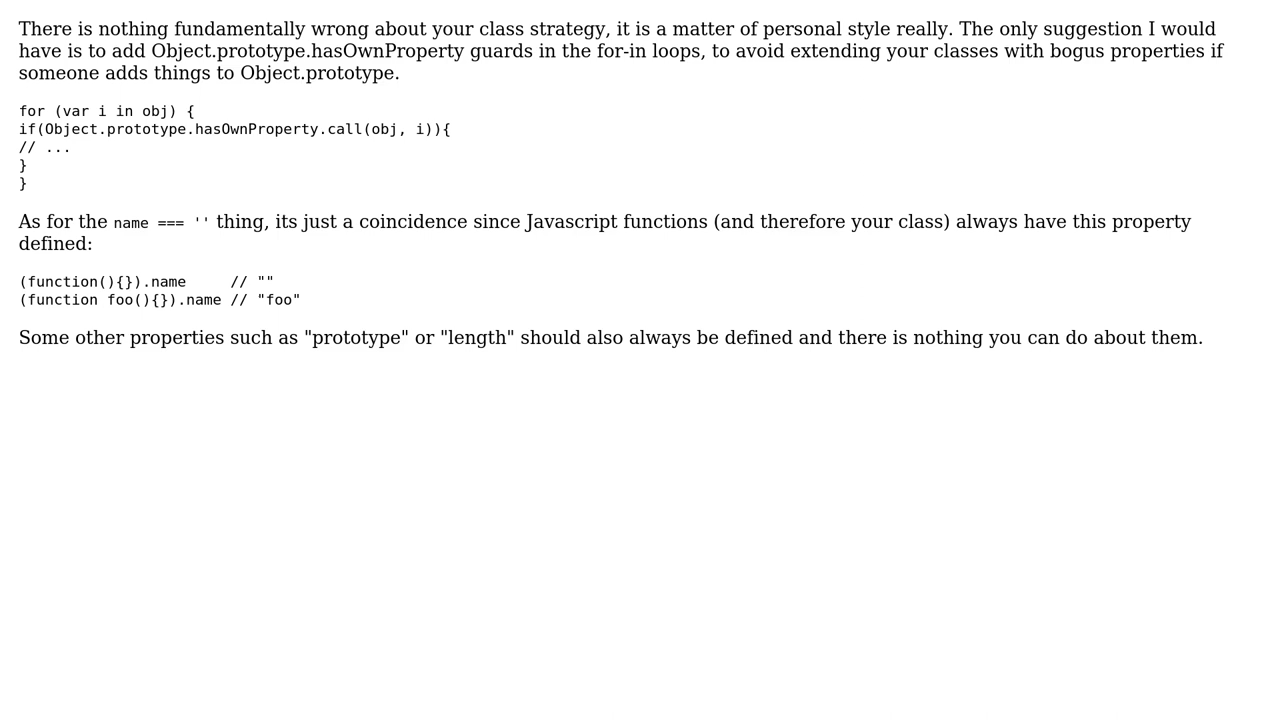 There is nothing fundamentally wrong about your class strategy, it is a matter of personal style really. The only suggestion I would
have is to add Object.prototype.hasOwnProperty guards in the for-in loops, to avoid extending your classes with bogus properties if
someone adds things to Object.prototype.
for (var i in obj) {
if(Object.prototype.hasOwnProperty.call(obj, i)){
// ...
}
}
As for the name === '' thing, its just a coincidence since Javascript functions (and therefore your class) always have this property
defined:
(function(){}).name     // ""
(function foo(){}).name // "foo"
Some other properties such as "prototype" or "length" should also always be defined and there is nothing you can do about them.